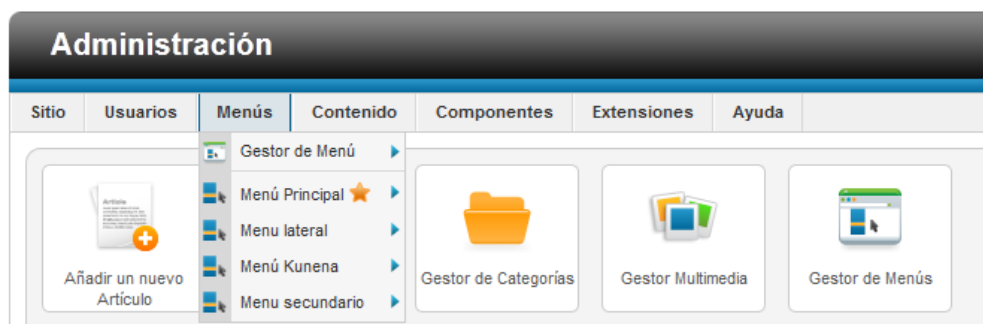 Administración
Sitio Usuarios Menús Contenido Componentes Extensiones Ayuda
Gestor de Menú
Menú Principal
Menu lateral
Menú Kunena
Menu secundario
Article
Añadir un nuevo
Artículo
Gestor de Categorías
Gestor Multimedia
Gestor de Menús